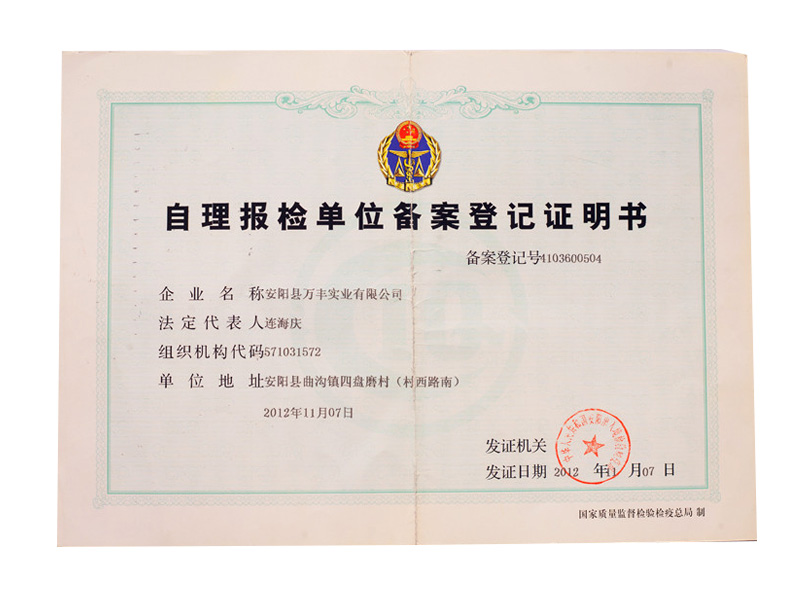 自理报检单位备案登记证明书
备案登记号4103600504
企业名称安阳县万丰实业有限公司
法定代表人连海庆
组织机构代码571031572
单位地址安阳县曲沟镇四盘磨村（村西路南）
2012年11月07日
发证机关
发证日期 2012 年11月07日
国家质量监督检验检疫总局 制